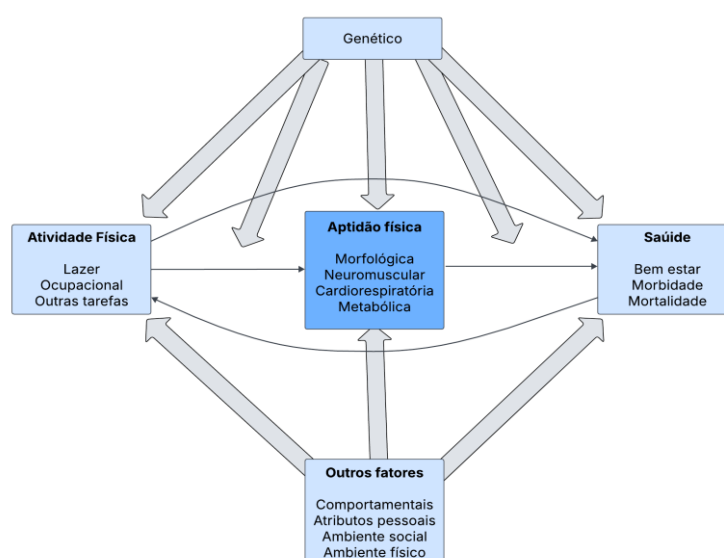 Genético
Atividade Física
Lazer
Ocupacional
Outras tarefas
Aptidão física
Morfológica
Neuromuscular
Cardiorespiratória
Metabólica
Saúide
Bem estar
Morbidade
Mortalidade
Outros fatores
Comportamentais
Atributos pessoais
Ambiente social
Ambiente físico